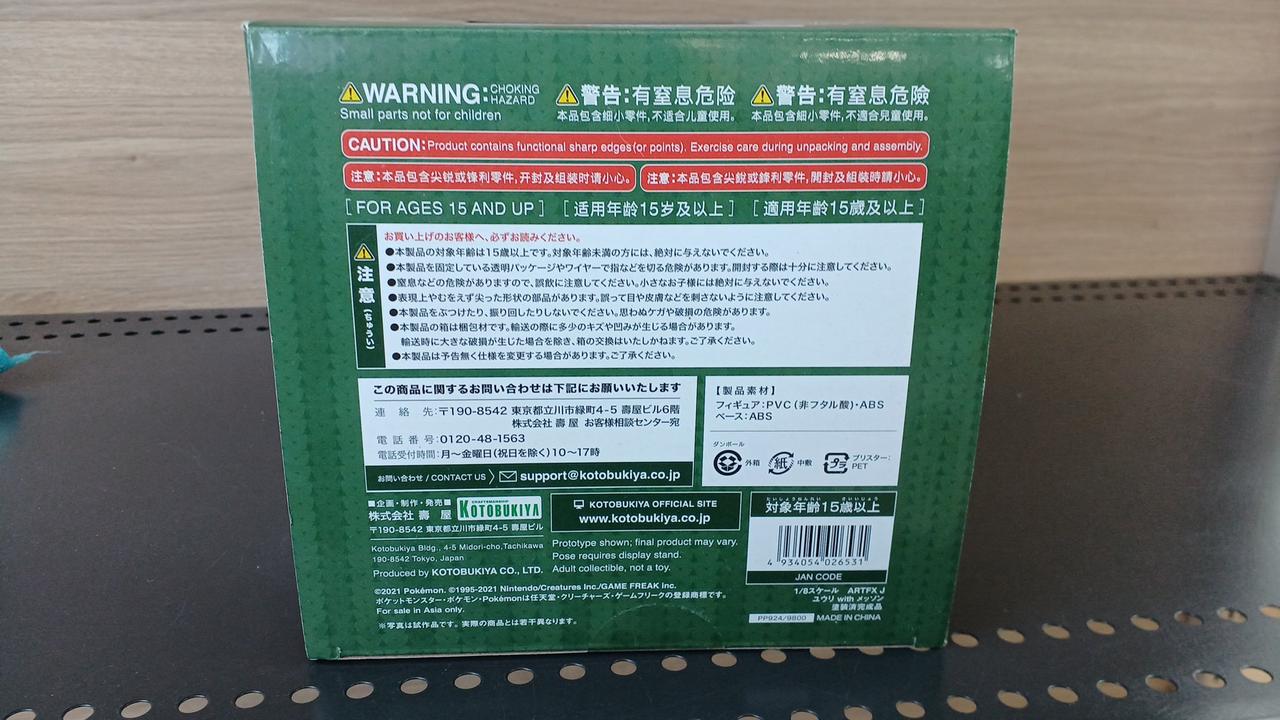 WARNING: CHOKING HAZARD
Small parts not for children
警告:有窒息危险
本品包含细小零件,不适合儿童使用。
警告:有窒息危險
本品包含細小零件,不適合兒童使用。
CAUTION: Product contains functional sharp edges(or points). Exercise care during unpacking and assembly.
注意:本品包含尖锐或锋利零件,开封及组装时请小心。
注意:本品包含尖銳或鋒利零件,開封及組裝時請小心。
[ FOR AGES 15 AND UP ] [ 适用年龄15岁及以上 ] [ 適用年齡15歲及以上 ]
注意(ちゅうい)
お買い上げのお客様へ、必ずお読みください。
●本製品の対象年齢は15歳以上です。対象年齢未満の方には、絶対に与えないでください。
●本製品を固定している透明パッケージやワイヤーで指などを切る危険があります。開封する際は十分に注意してください。
●窒息などの危険がありますので、誤飲に注意してください。小さなお子様には絶対に与えないでください。
●表現上やむをえず尖った形状の部品があります。誤って目や皮膚などを刺さないように注意してください。
●本製品をぶつけたり、振り回したりしないでください。思わぬケガや破損の危険があります。
●本製品の箱は梱包材です。輸送の際に多少のキズや凹みが生じる場合があります。
輸送時に大きな破損が生じた場合を除き、箱の交換はいたしかねます。ご了承ください。
●本製品は予告無く仕様を変更する場合があります。ご了承ください。
この商品に関するお問い合わせは下記にお願いいたします
連絡先:〒190-8542 東京都立川市緑町4-5 壽屋ビル6階
株式会社 壽 屋 お客様相談センター宛
電話番号:0120-48-1563
電話受付時間:月〜金曜日(祝日を除く)10〜17時
お問い合わせ / CONTACT US support@kotobukiya.co.jp
【製品素材】
フィギュア:PVC (非フタル酸)・ABS
ベース:ABS
ダンボール
外箱
紙
中敷
プラ
ブリスター:
PET
■企画・制作・発売■
株式会社 壽 屋
CRAFTSMANSHIP
KOTOBUKIYA
〒190-8542 東京都立川市緑町4-5 壽屋ビル
Kotobukiya Bldg., 4-5 Midori-cho,Tachikawa
190-8542 Tokyo, Japan
Produced by KOTOBUKIYA CO., LTD.
KOTOBUKIYA OFFICIAL SITE
www.kotobukiya.co.jp
Prototype shown; final product may vary.
Pose requires display stand.
Adult collectible, not a toy.
たいしょうねんれい さいいじょう
対象年齢15歳以上
4 934054 026531
JAN CODE
©2021 Pokémon. ©1995-2021 Nintendo/Creatures Inc./GAME FREAK Inc.
ポケットモンスター・ポケモン・Pokémonは任天堂・クリーチャーズ・ゲームフリークの登録商標です。
For sale in Asia only.
※写真は試作品です。実際の商品とは若干異なります。
1/8スケール ARTFX J
ユウリ with メッソン
塗装済完成品
PP924/9800 MADE IN CHINA